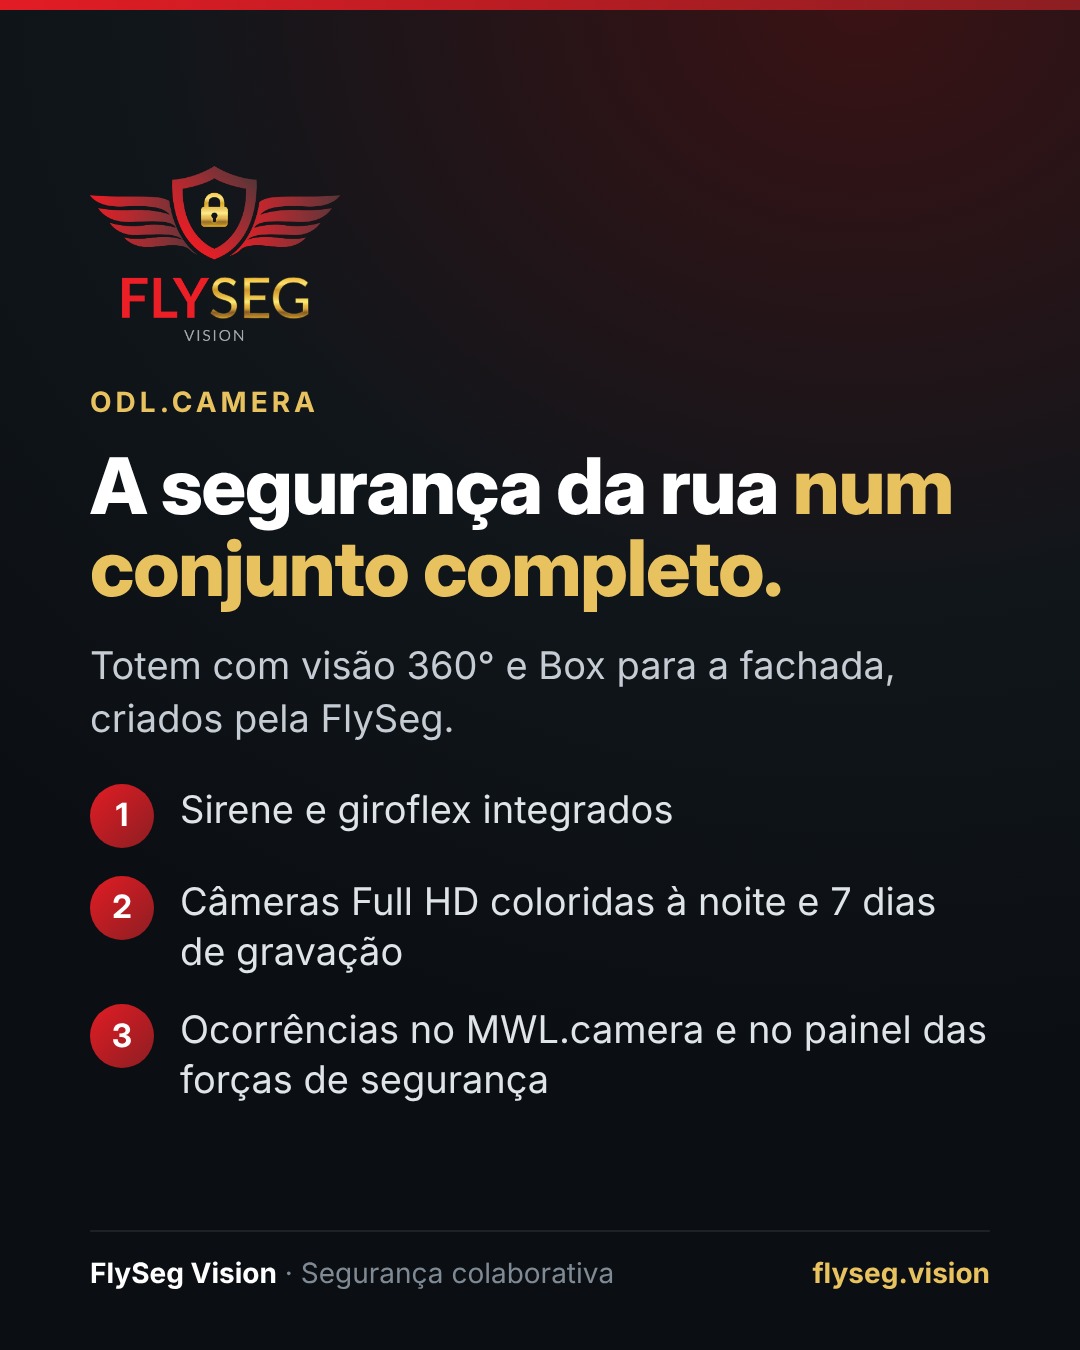 FLYSEG
VISION
ODL.CAMERA
A segurança da rua num
conjunto completo.
Totem com visão 360° e Box para a fachada,
criados pela FlySeg.
1 Sirene e giroflex integrados
2 Câmeras Full HD coloridas à noite e 7 dias
de gravação
3 Ocorrências no MWL.camera e no painel das
forças de segurança
FlySeg Vision · Segurança colaborativa flyseg.vision